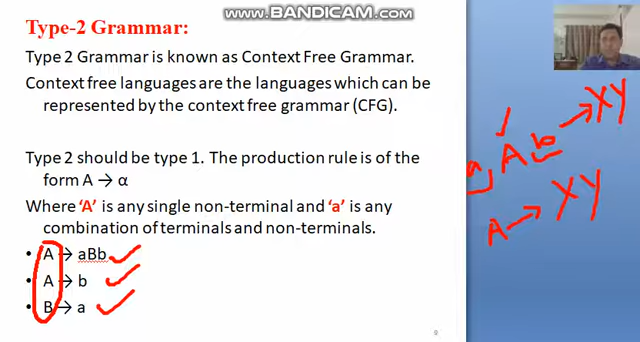 www.BANDICAM.com
Type-2 Grammar:
Type 2 Grammar is known as Context Free Grammar.
Context free languages are the languages which can be
represented by the context free grammar (CFG).
Type 2 should be type 1. The production rule is of the
form A → α
Where ‘A’ is any single non-terminal and ‘a’ is any
combination of terminals and non-terminals.
• A → aBb
• A → b
• B → a
a A b → XY
A → XY
9